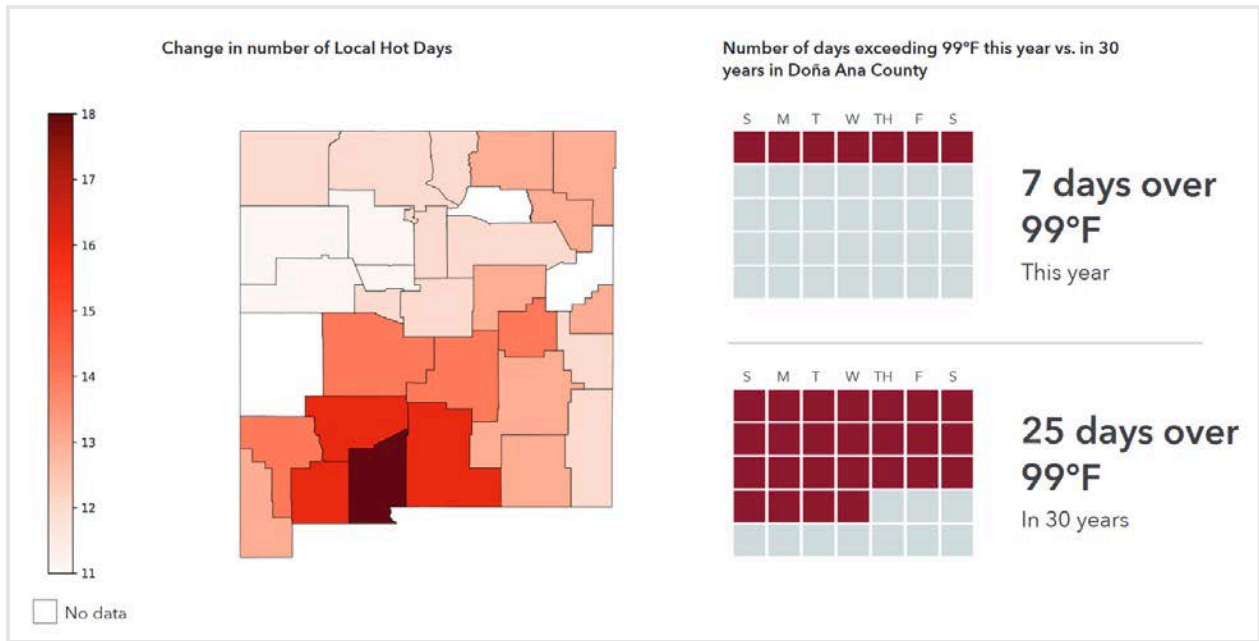 Change in number of Local Hot Days
18
17
16
15
14
13
12
11
No data
Number of days exceeding 99°F this year vs. in 30
years in Doña Ana County
S M T W TH F S
7 days over
99°F
This year
S M T W TH F S
25 days over
99°F
In 30 years